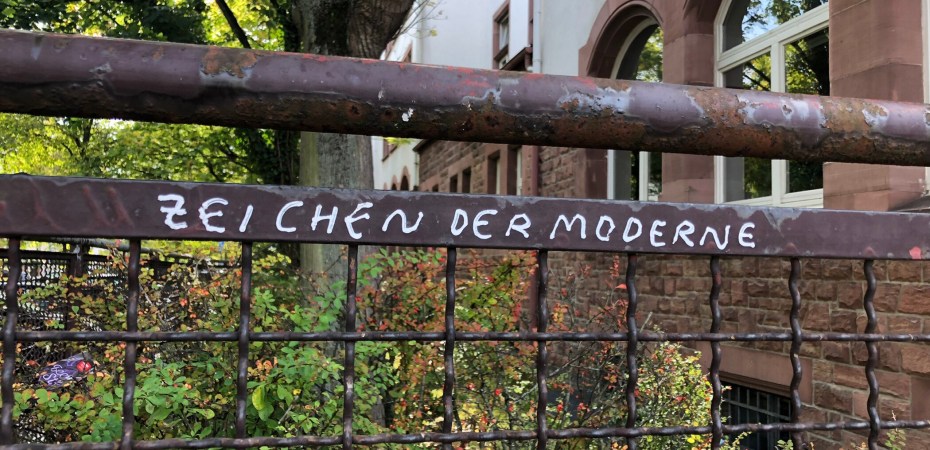 ZEICHEN DER MODERNE